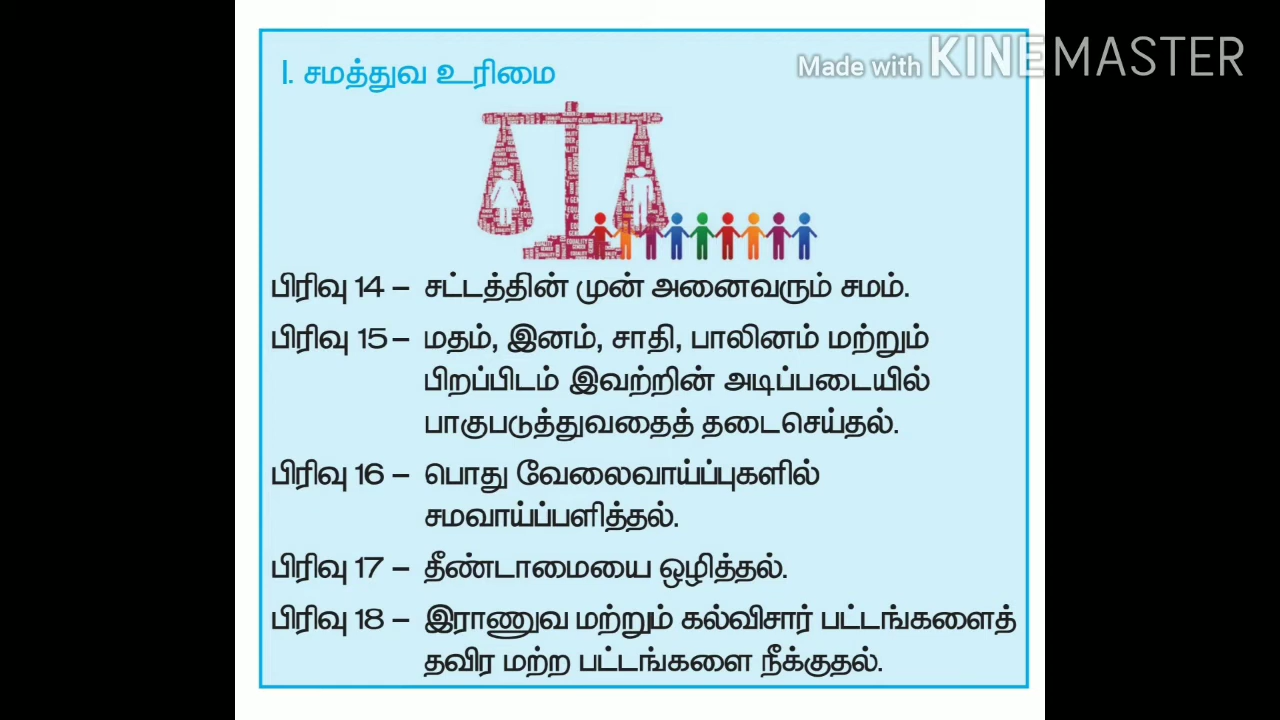 Made with KINEMASTER
I. சமத்துவ உரிமை
பிரிவு 14 – சட்டத்தின் முன் அனைவரும் சமம்.
பிரிவு 15 – மதம், இனம், சாதி, பாலினம் மற்றும்
பிறப்பிடம் இவற்றின் அடிப்படையில்
பாகுபடுத்துவதைத் தடைசெய்தல்.
பிரிவு 16 – பொது வேலைவாய்ப்புகளில்
சமவாய்ப்பளித்தல்.
பிரிவு 17 – தீண்டாமையை ஒழித்தல்.
பிரிவு 18 – இராணுவ மற்றும் கல்விசார் பட்டங்களைத்
தவிர மற்ற பட்டங்களை நீக்குதல்.